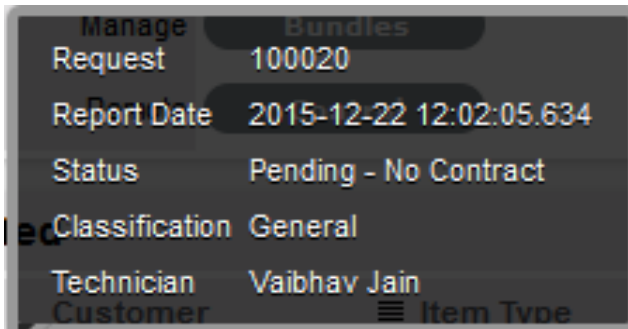 Manage Bundles
Request 100020
Report Date 2015-12-22 12:02:05.634
Status Pending - No Contract
Classification General
Technician Vaibhav Jain
Customer Item Type